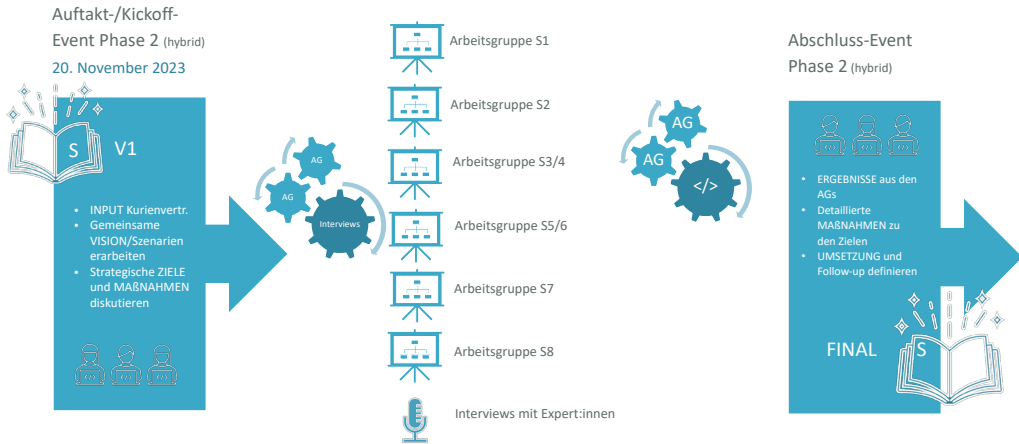 Auftakt-/Kickoff-
Event Phase 2 (hybrid)
20. November 2023
S
V1
• INPUT Kurienvertr.
• Gemeinsame
VISION/Szenarien
erarbeiten
• Strategische ZIELE
und MAßNAHMEN
diskutieren
AG
AG
Interviews
Arbeitsgruppe S1
Arbeitsgruppe S2
Arbeitsgruppe S3/4
Arbeitsgruppe S5/6
Arbeitsgruppe S7
Arbeitsgruppe S8
Interviews mit Expert:innen
AG
AG
</>
Abschluss-Event
Phase 2 (hybrid)
• ERGEBNISSE aus den
AGs
• Detaillierte
MAßNAHMEN zu
den Zielen
• UMSETZUNG und
Follow-up definieren
FINAL
S